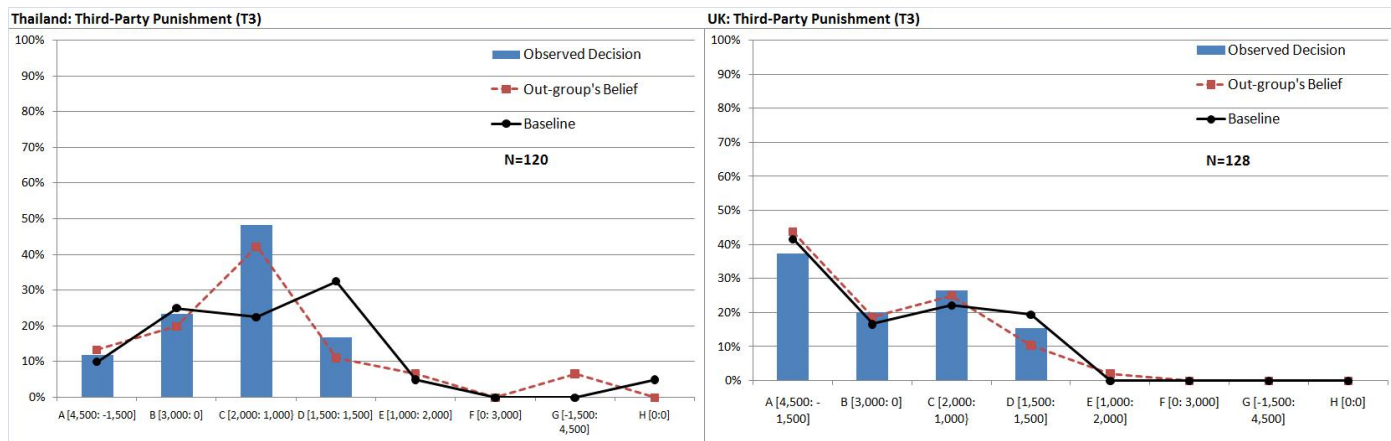 Thailand: Third-Party Punishment (T3)
100%
90%
80%
70%
60%
50%
40%
30%
20%
10%
0%
Observed Decision
Out-group's Belief
Baseline
N=120
A [4,500: -1,500]
B [3,000: 0]
C [2,000: 1,000}
D [1,500: 1,500]
E [1,000: 2,000]
F [0: 3,000]
G [-1,500:
4,500]
H [0:0]
UK: Third-Party Punishment (T3)
100%
90%
80%
70%
60%
50%
40%
30%
20%
10%
0%
Observed Decision
Out-group's Belief
Baseline
N=128
A [4,500: -
1,500]
B [3,000: 0]
C [2,000:
1,000}
D [1,500:
1,500]
E [1,000:
2,000]
F [0: 3,000]
G [-1,500:
4,500]
H [0:0]